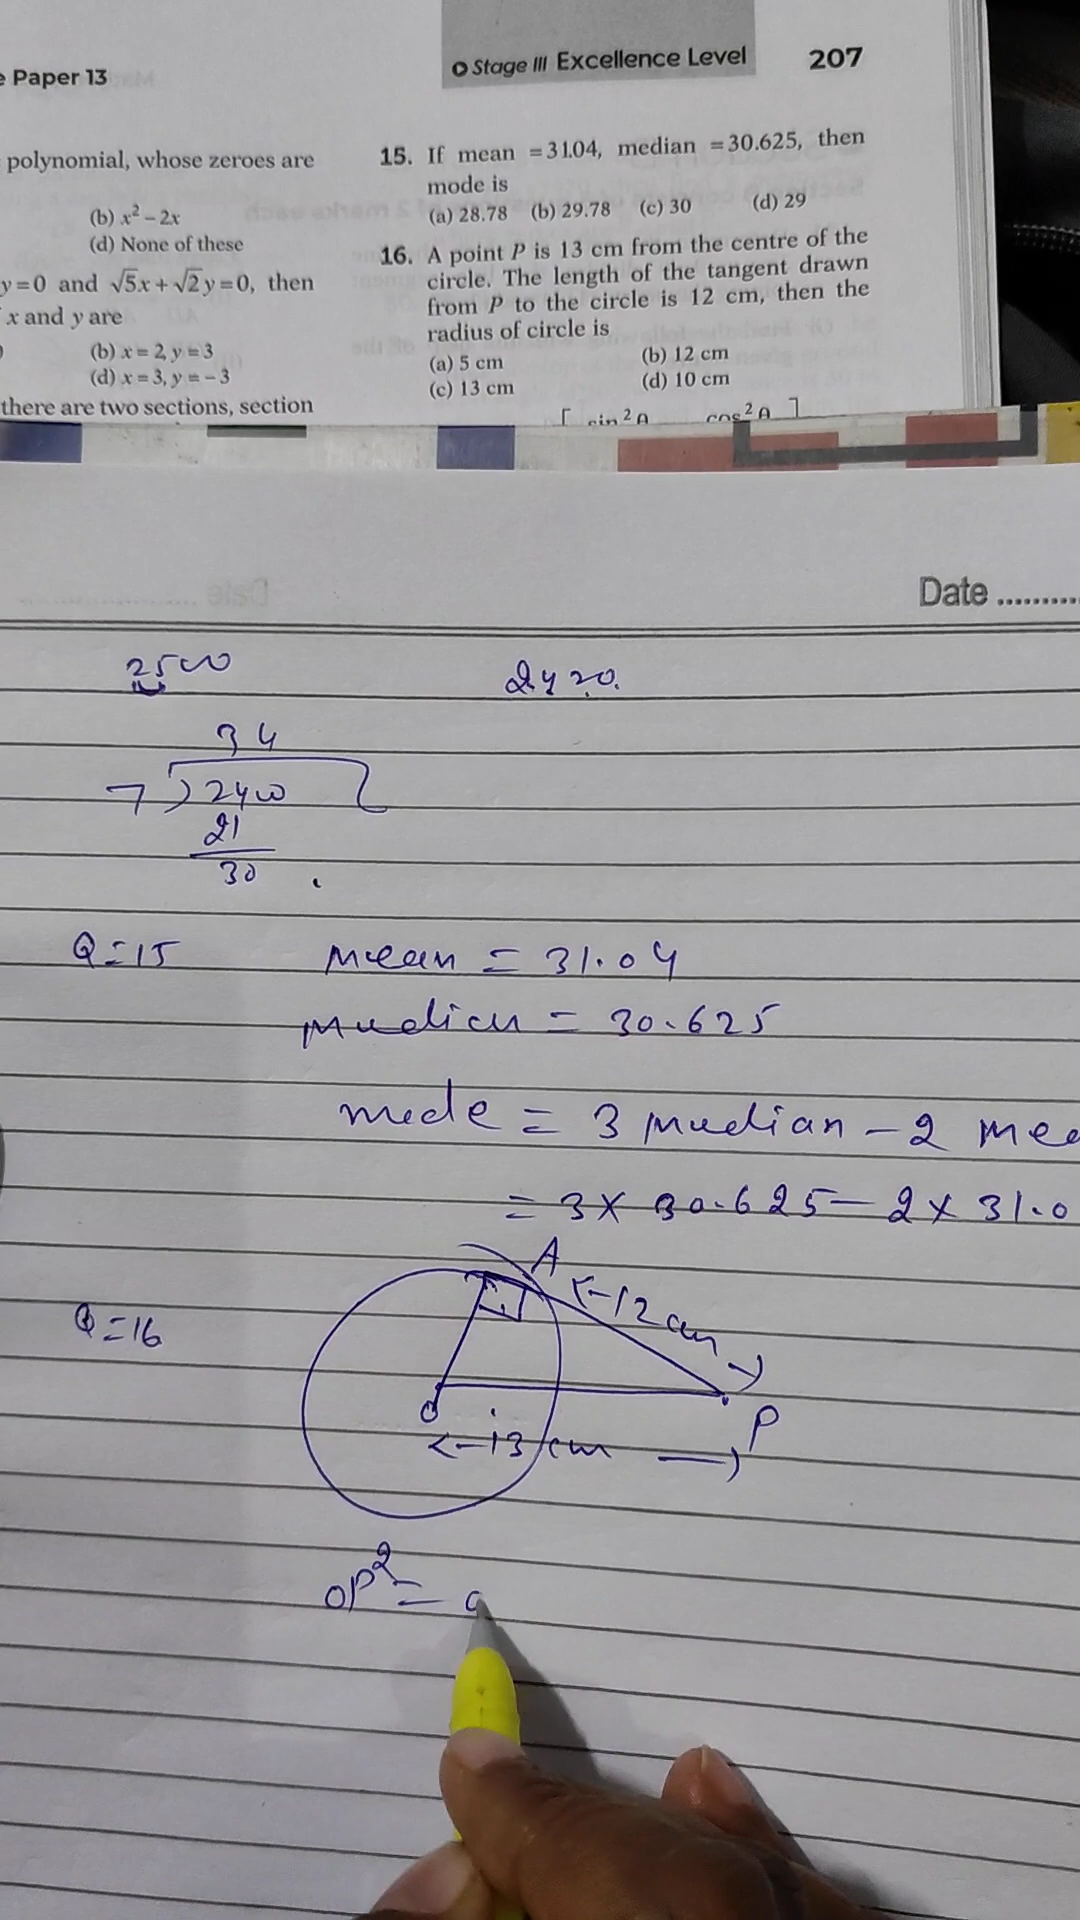 e Paper 13
Stage III Excellence Level 207
polynomial, whose zeroes are
(b) x² – 2x
(d) None of these
y = 0 and √5x + √2y = 0, then
x and y are
(b) x = 2, y = 3
(d) x = 3, y = – 3
there are two sections, section
15. If mean = 31.04, median = 30.625, then
mode is
(a) 28.78 (b) 29.78 (c) 30 (d) 29
16. A point P is 13 cm from the centre of the
circle. The length of the tangent drawn
from P to the circle is 12 cm, then the
radius of circle is
(a) 5 cm (b) 12 cm
(c) 13 cm (d) 10 cm
[ sin² θ cos² θ ]
Date ..........
2500
2420.
34
7)2400
21
30
Q=15 mean = 31.04
median = 30.625
mode = 3 median – 2 mea
= 3 × 30.625 – 2 × 31.0
Q=16
A
12 cm
O
P
13 cm
OP² =